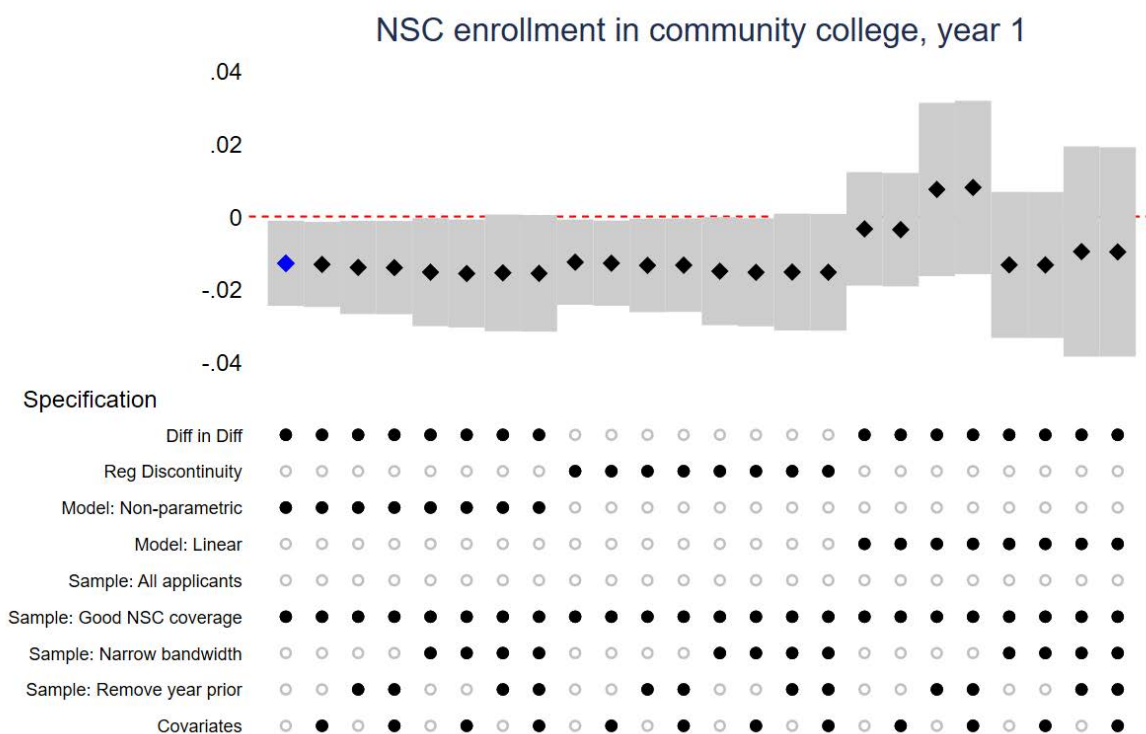 NSC enrollment in community college, year 1
.04
.02
0
-.02
-.04
Specification
Diff in Diff
Reg Discontinuity
Model: Non-parametric
Model: Linear
Sample: All applicants
Sample: Good NSC coverage
Sample: Narrow bandwidth
Sample: Remove year prior
Covariates